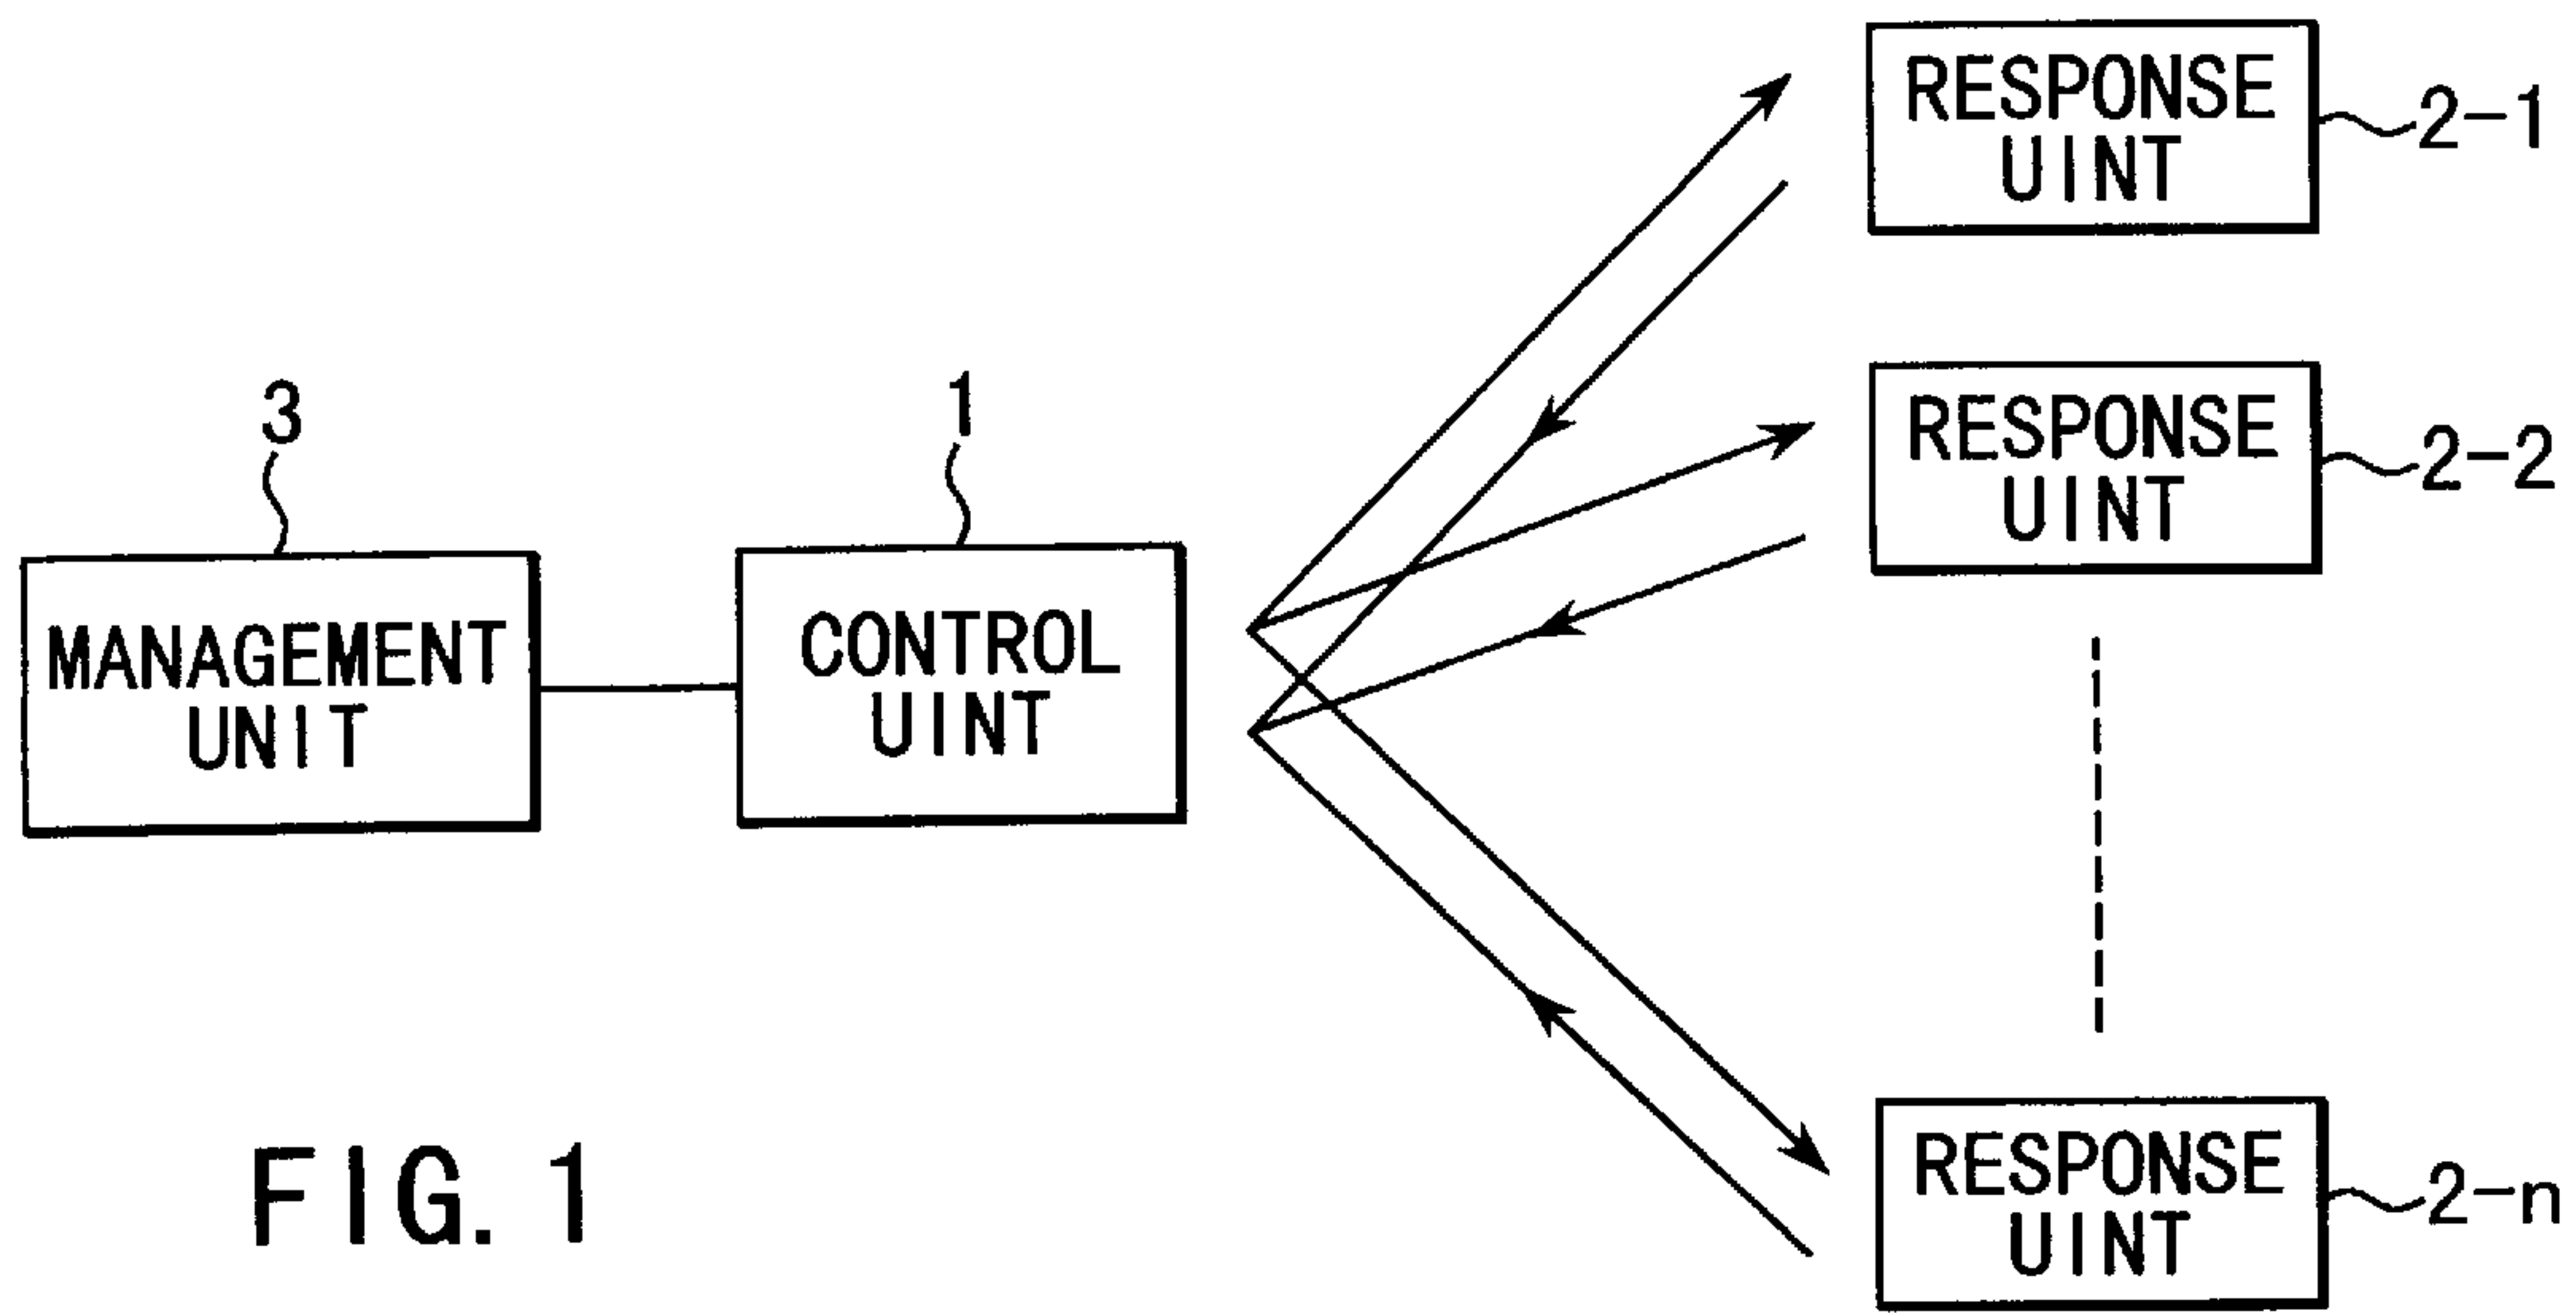 RESPONSE
UINT
2-1
RESPONSE
UINT
2-2
3
1
MANAGEMENT
UNIT
CONTROL
UINT
RESPONSE
UINT
2-n
FIG. 1